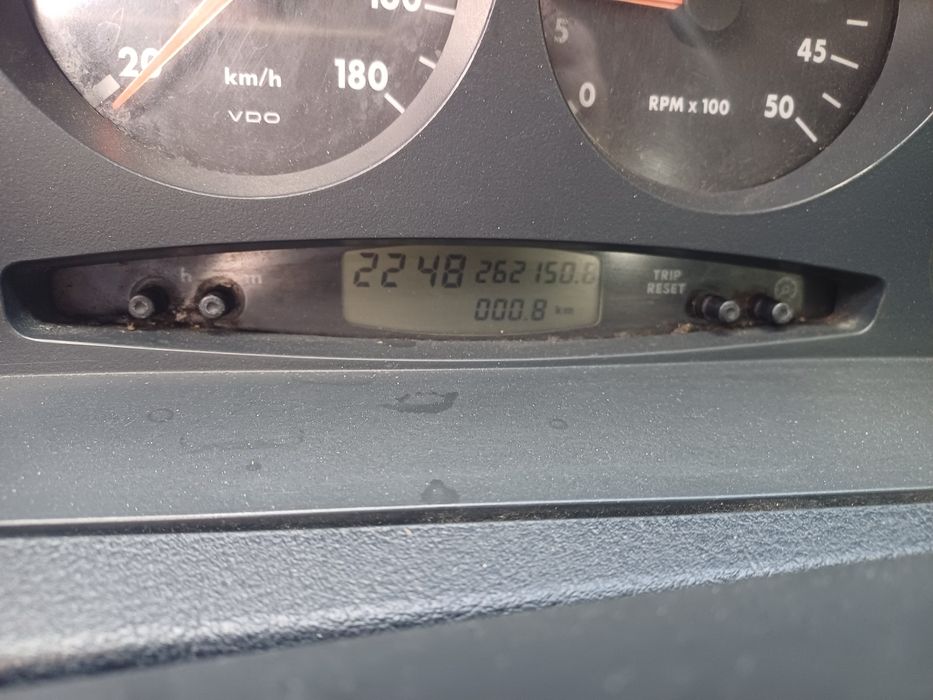 20
km/h
VDO
160
180
5
0
RPM x 100
45
50
h
m
22 48
262150.8
000.8 km
TRIP
RESET